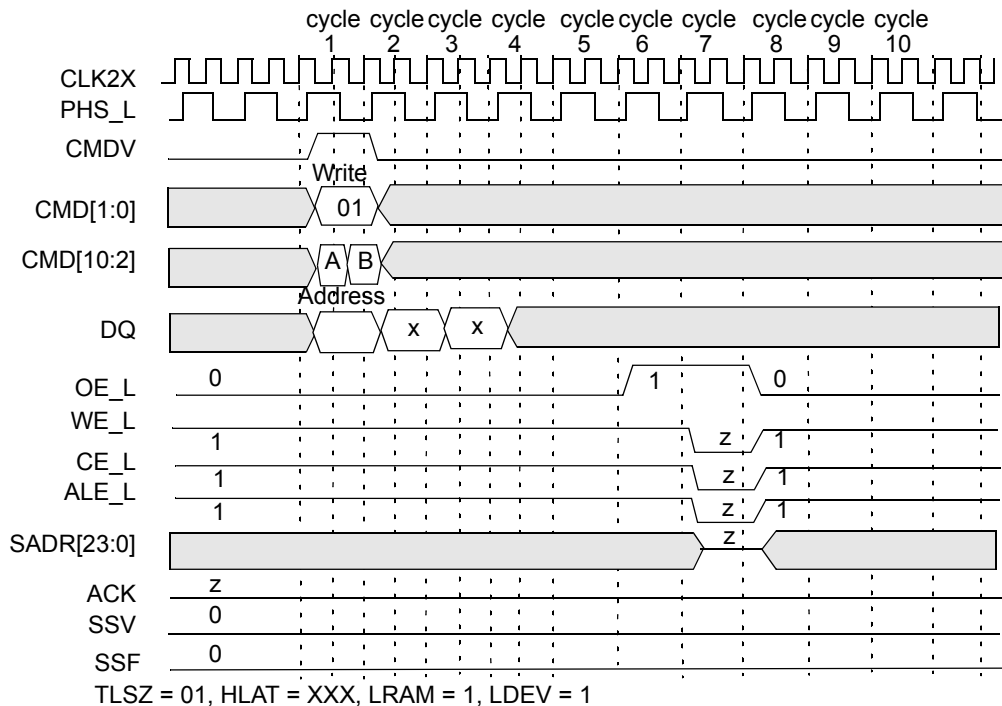 cycle cycle cycle cycle cycle cycle cycle cycle cycle cycle
1 2 3 4 5 6 7 8 9 10
CLK2X
PHS_L
CMDV
Write
CMD[1:0] 01
CMD[10:2] A B
Address
DQ x x
OE_L 0 1 0
WE_L 1 z 1
CE_L 1 z 1
ALE_L 1 z 1
SADR[23:0] z
ACK z
SSV 0
SSF 0
TLSZ = 01, HLAT = XXX, LRAM = 1, LDEV = 1